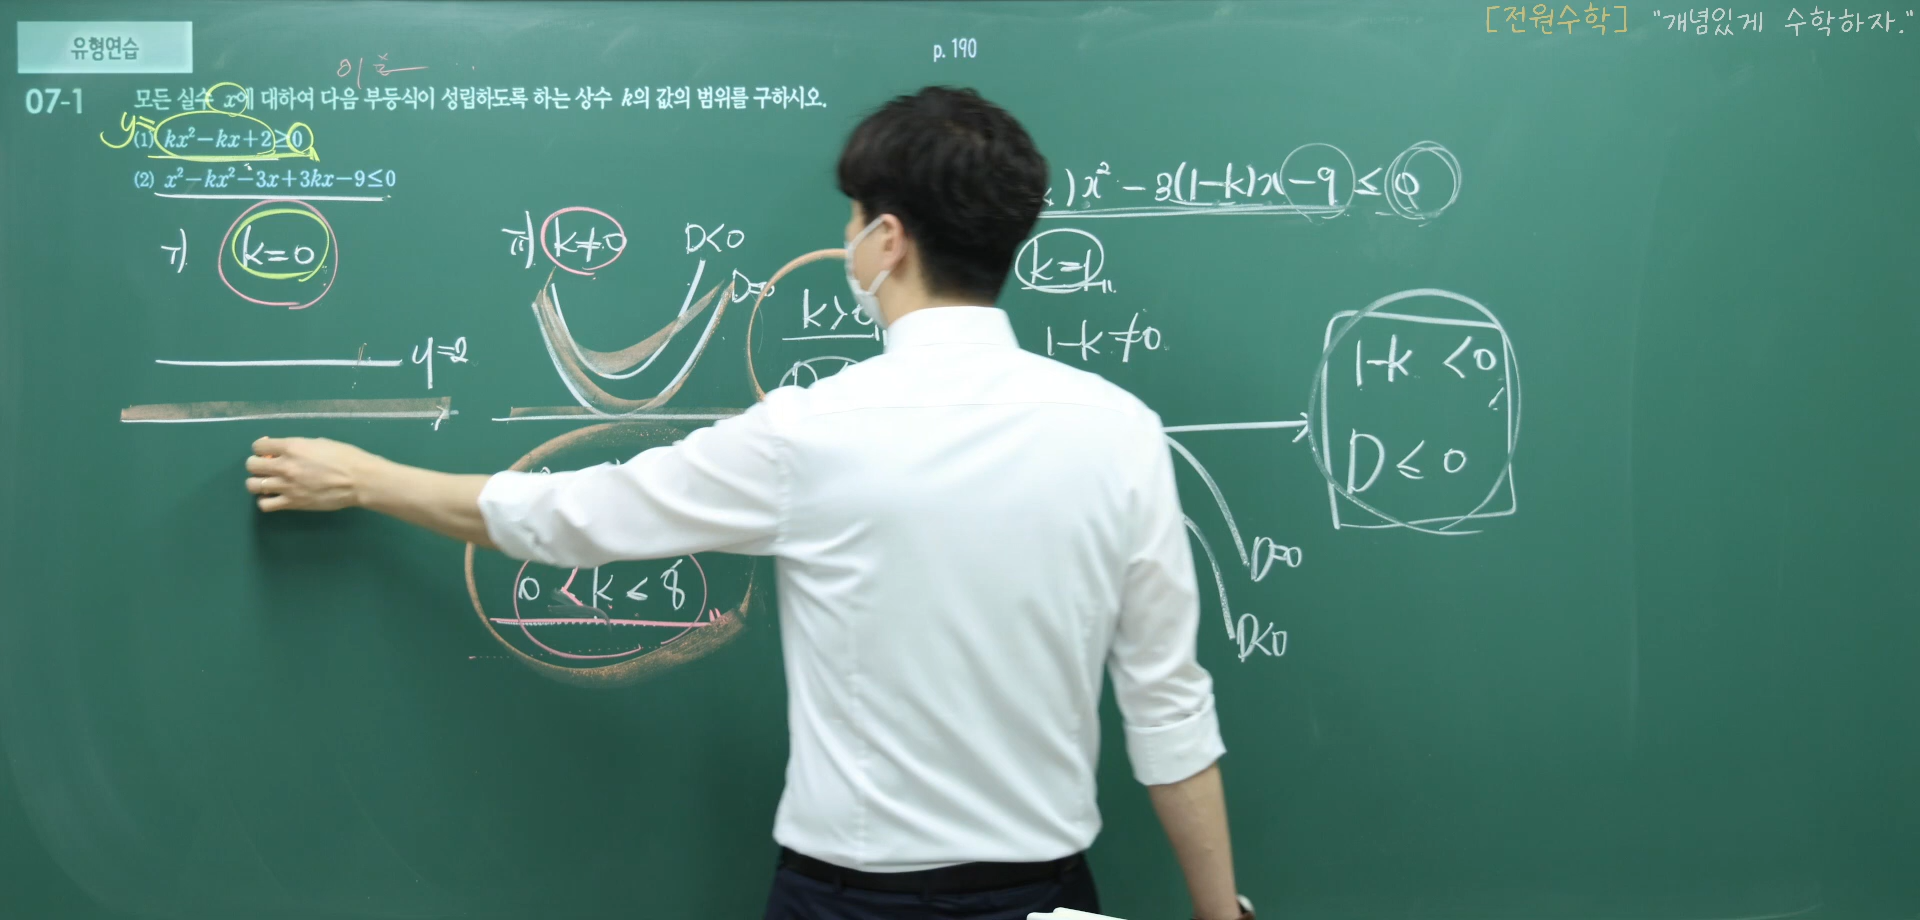 [전원수학] "개념있게 수학하자."
유형연습
p. 190
이차
07-1 모든 실수 x에 대하여 다음 부등식이 성립하도록 하는 상수 k의 값의 범위를 구하시오.
y=
(1) kx²-kx+2≥0
(2) x²-kx²-3x+3kx-9≤0
i) k=0
y=2
ii) k≠0
D<0
D=0
k>0
D
0<k≤8
)x²-3(1-k)x-9≤0
k=1
1-k≠0
1-k<0
D≤0
D=0
D<0